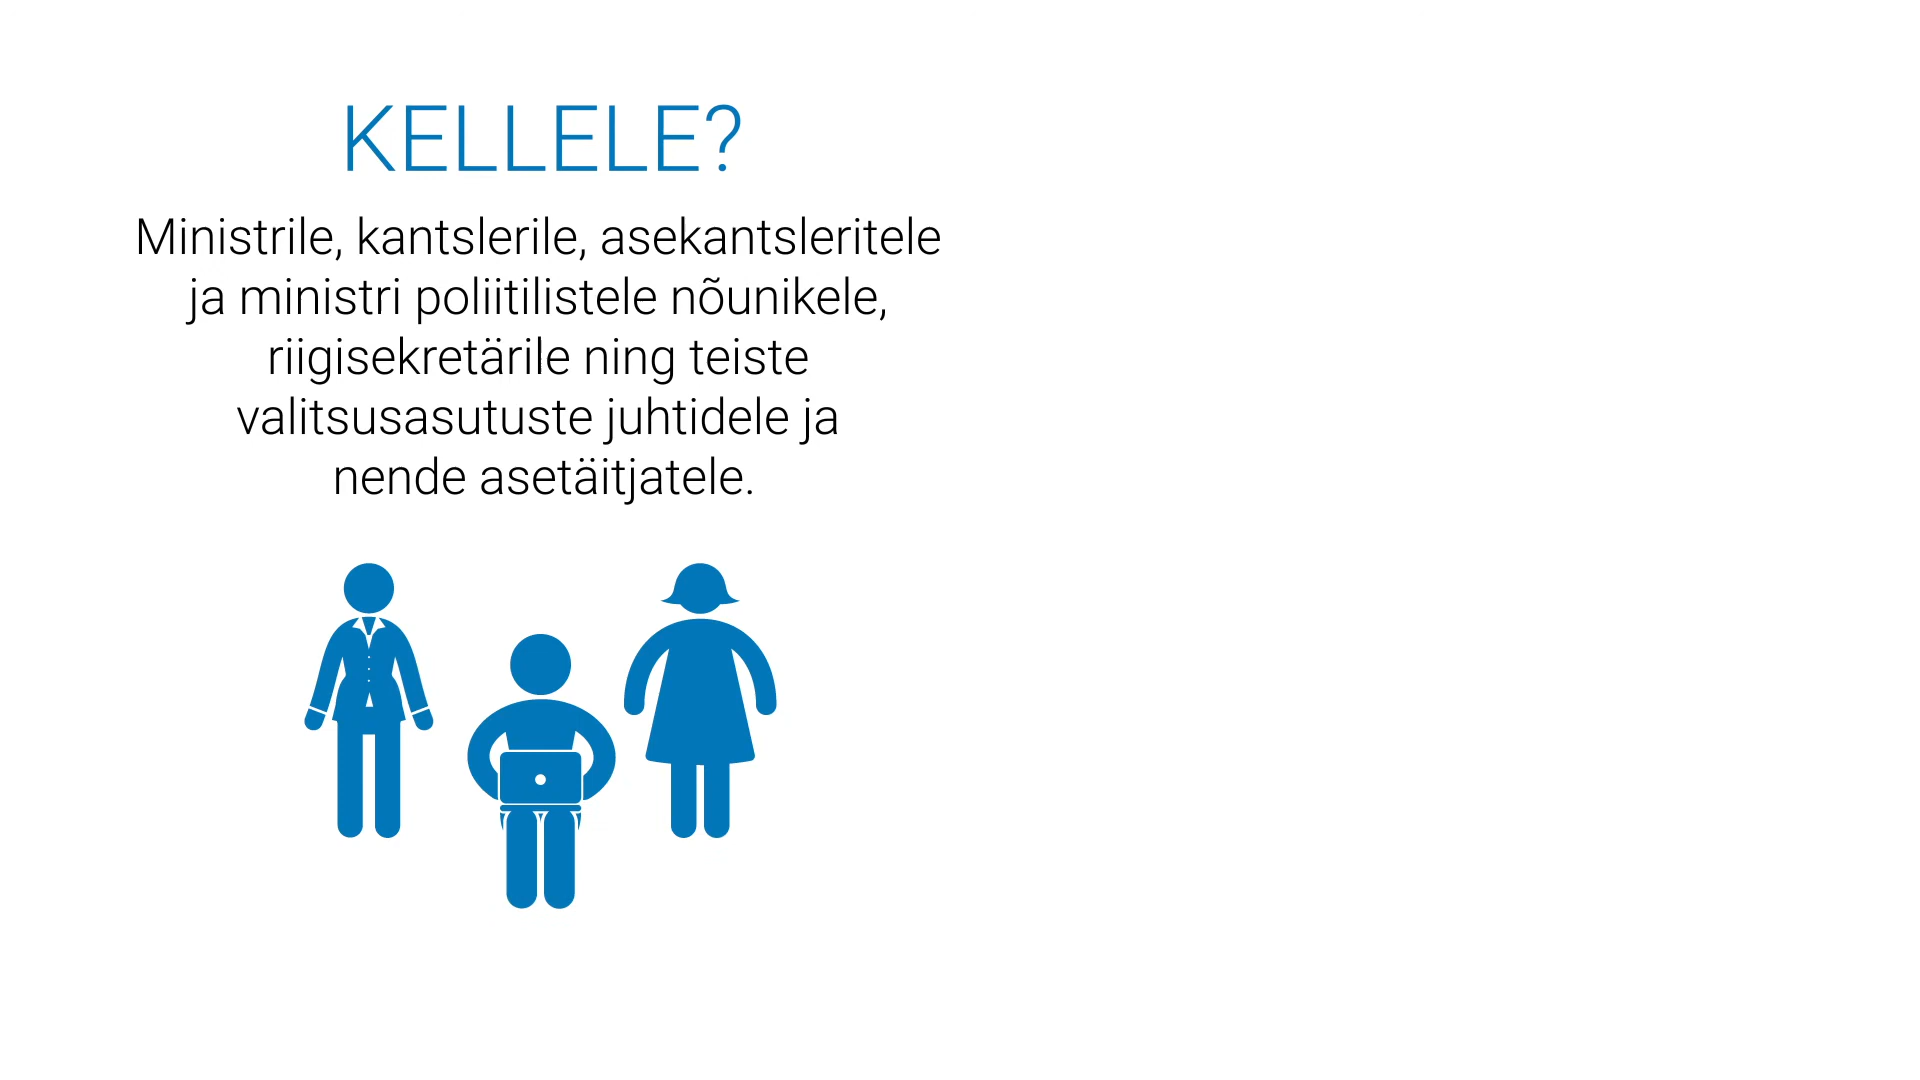 KELLELE?
Ministrile, kantslerile, asekantsleritele
ja ministri poliitilistele nõunikele,
riigisekretärile ning teiste
valitsusasutuste juhtidele ja
nende asetäitjatele.